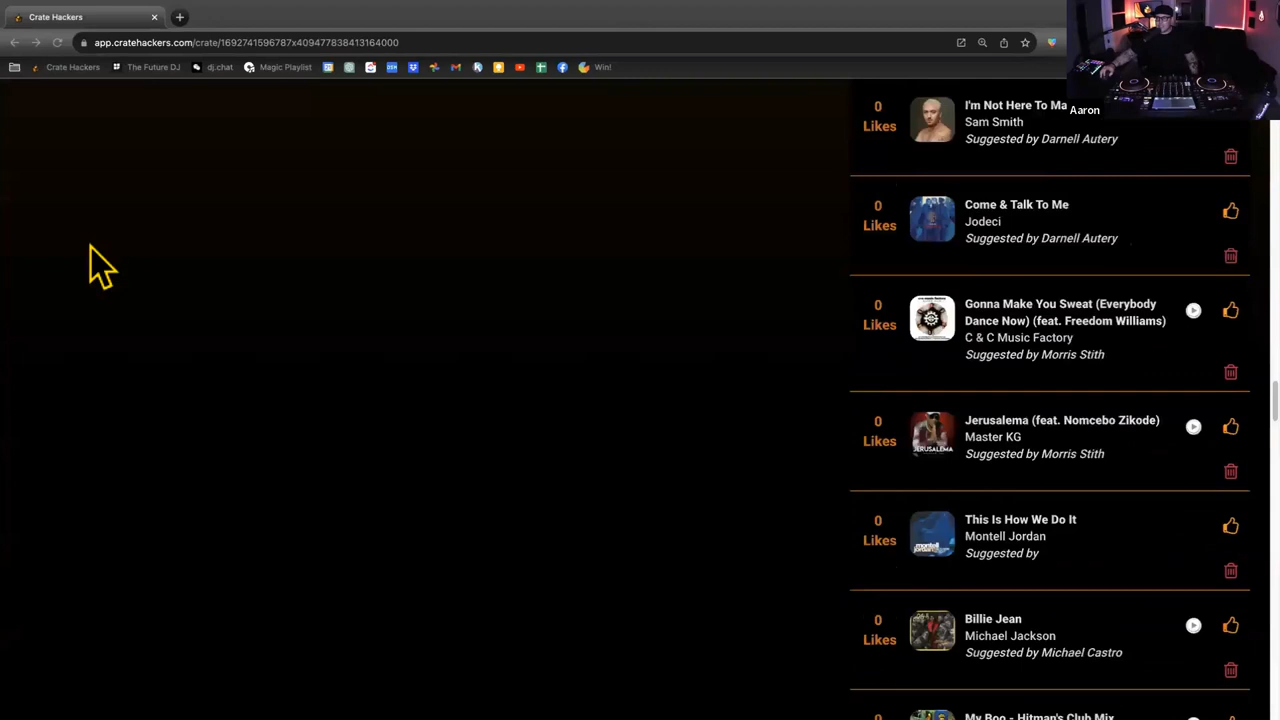 Crate Hackers
app.cratehackers.com/crate/1692741596787x409477838413164000
Crate Hackers
The Future DJ
dj.chat
Magic Playlist
Win!
Aaron
0
Likes
I'm Not Here To Ma
Sam Smith
Suggested by Darnell Autery
0
Likes
Come & Talk To Me
Jodeci
Suggested by Darnell Autery
0
Likes
Gonna Make You Sweat (Everybody
Dance Now) (feat. Freedom Williams)
C & C Music Factory
Suggested by Morris Stith
0
Likes
JERUSALEMA
Jerusalema (feat. Nomcebo Zikode)
Master KG
Suggested by Morris Stith
0
Likes
montell
jordan
This Is How We Do It
Montell Jordan
Suggested by
0
Likes
Billie Jean
Michael Jackson
Suggested by Michael Castro
My Boo - Hitman's Club Mix